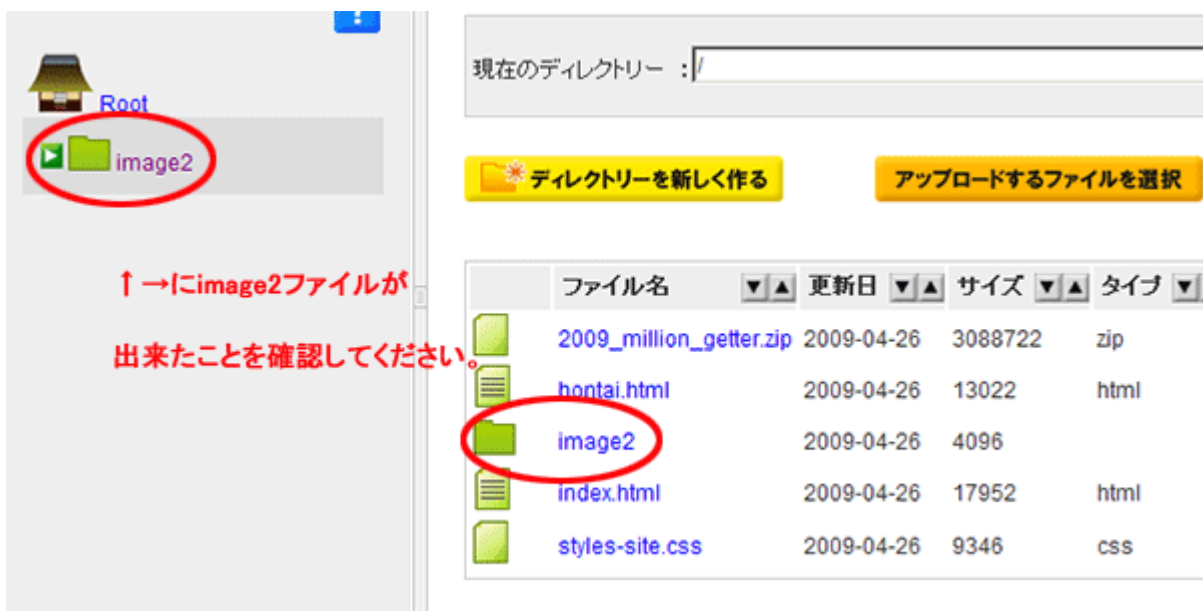 Root
image2
↑→にimage2ファイルが
出来たことを確認してください。
現在のディレクトリー :/
ディレクトリーを新しく作る
アップロードするファイルを選択
ファイル名 ▼▲ 更新日 ▼▲ サイズ ▼▲ タイプ ▼
2009_million_getter.zip 2009-04-26 3088722 zip
hontai.html 2009-04-26 13022 html
image2 2009-04-26 4096
index.html 2009-04-26 17952 html
styles-site.css 2009-04-26 9346 css